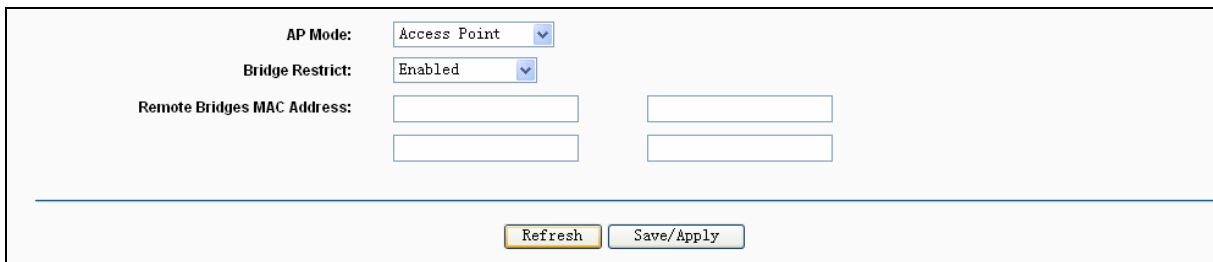 AP Mode: Access Point
Bridge Restrict: Enabled
Remote Bridges MAC Address:
Refresh Save/Apply